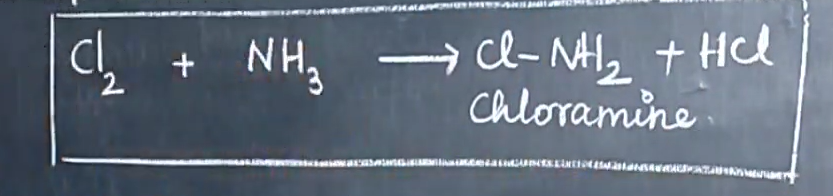 Cl₂ + NH₃ ⟶ Cl-NH₂ + HCl
Chloramine.